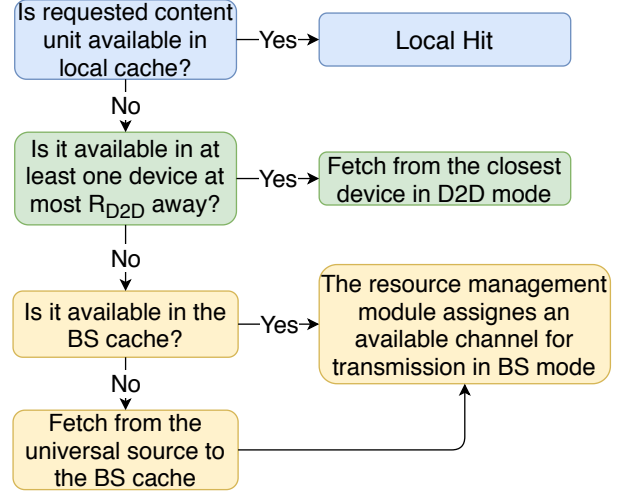 Is requested content
unit available in
local cache?
Yes
Local Hit
No
Is it available in at
least one device at
most R_D2D away?
Yes
Fetch from the closest
device in D2D mode
No
Is it available in the
BS cache?
Yes
The resource management
module assignes an
available channel for
transmission in BS mode
No
Fetch from the
universal source to
the BS cache